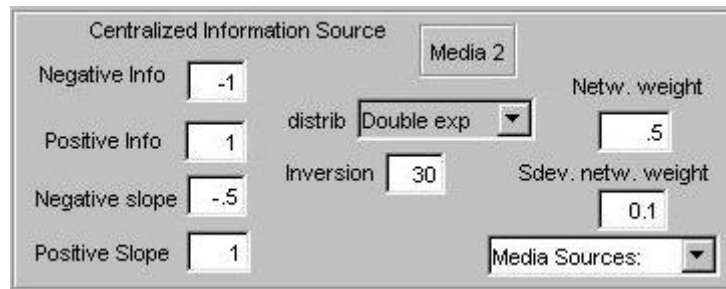 Centralized Information Source
Media 2
Negative Info -1
Netw. weight
distrib Double exp
.5
Positive Info 1
Inversion 30
Sdev. netw. weight
Negative slope -.5
0.1
Positive Slope 1
Media Sources: